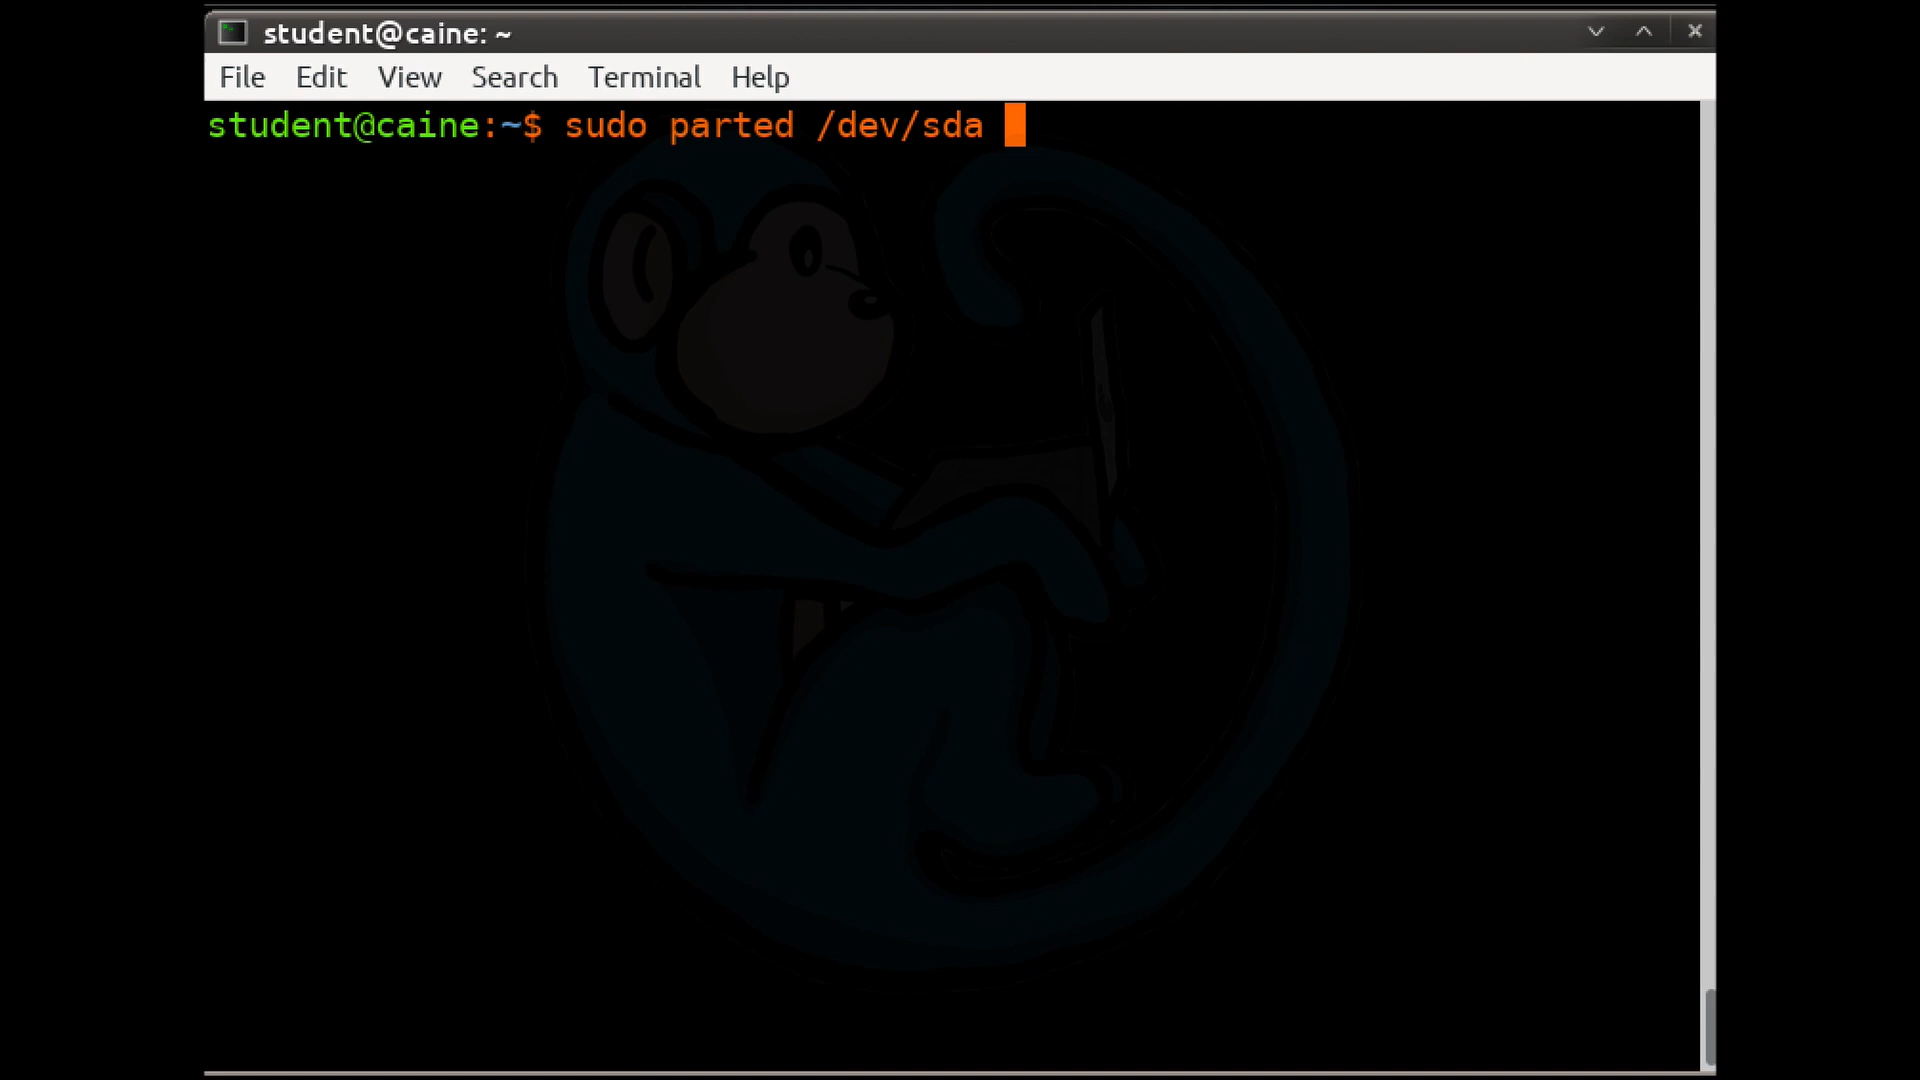 student@caine: ~
File Edit View Search Terminal Help
student@caine:~$ sudo parted /dev/sda